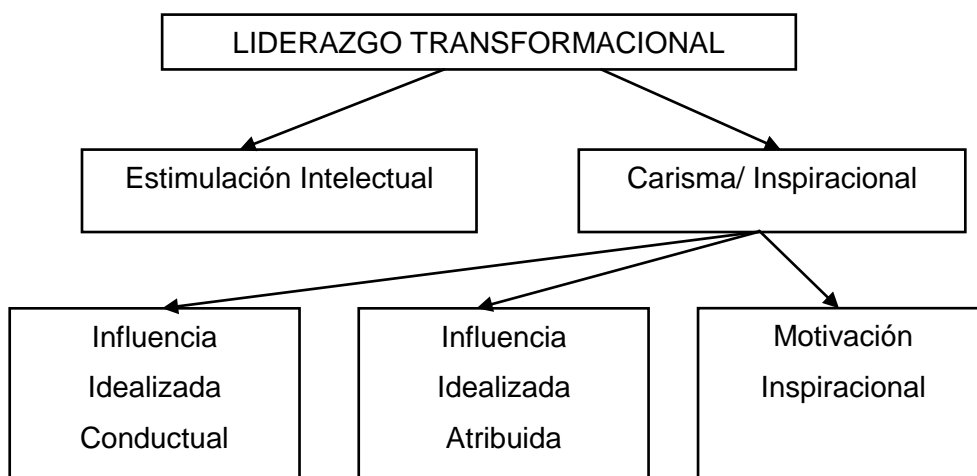 LIDERAZGO TRANSFORMACIONAL
Estimulación Intelectual
Carisma/ Inspiracional
Influencia
Idealizada
Conductual
Influencia
Idealizada
Atribuida
Motivación
Inspiracional